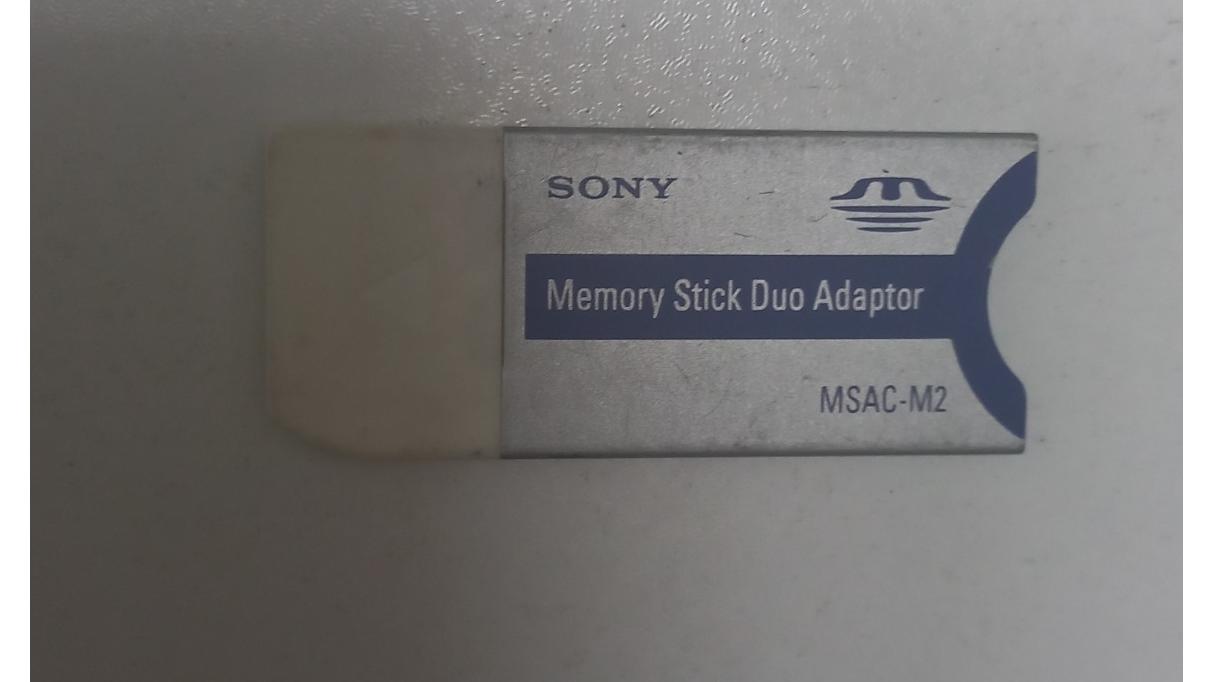 SONY
Memory Stick Duo Adaptor
MSAC-M2